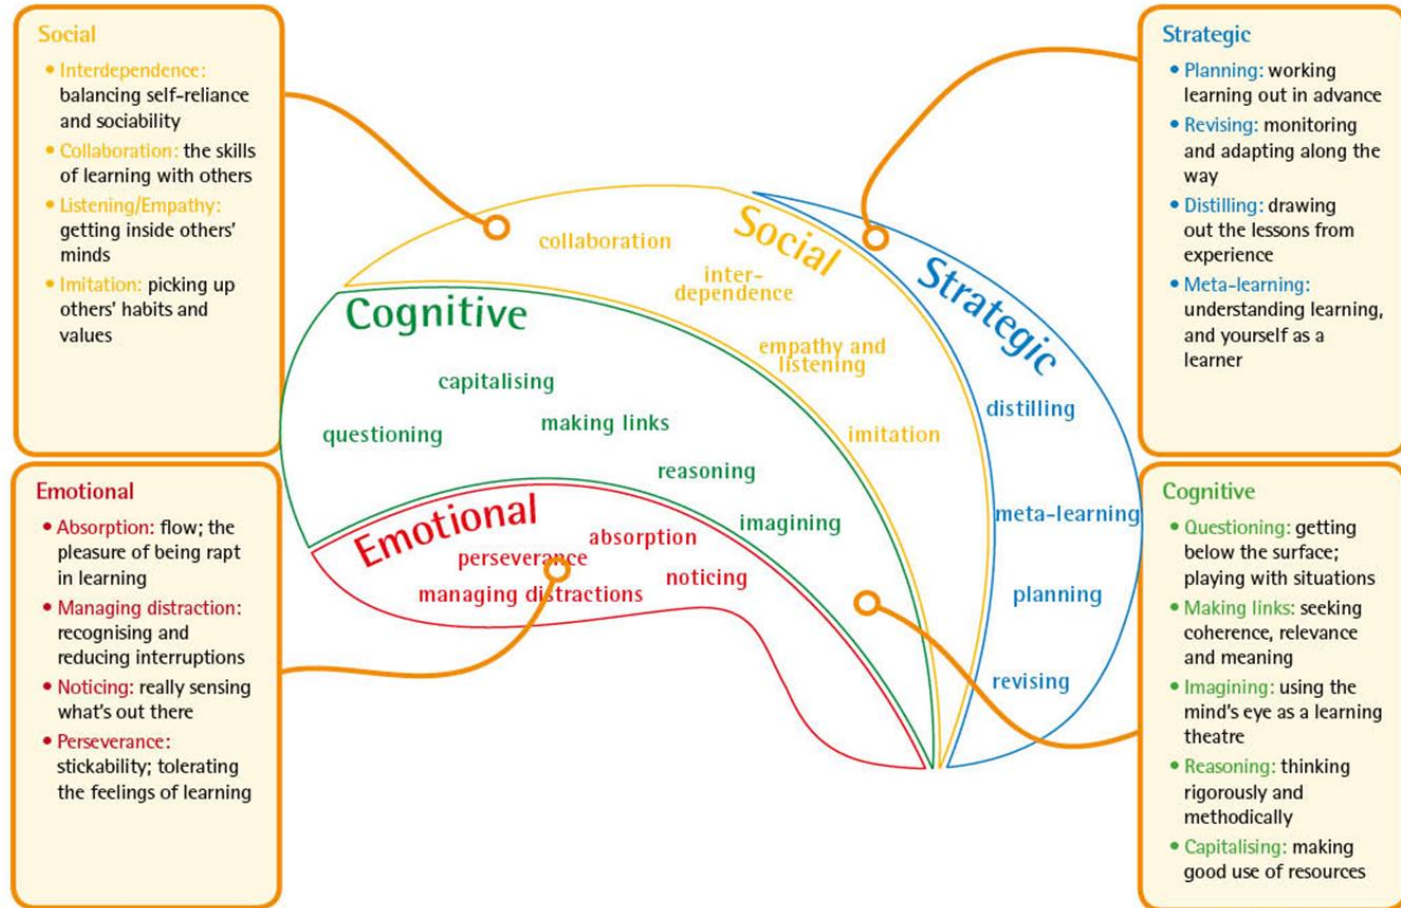 Social
• Interdependence:
balancing self-reliance
and sociability
• Collaboration: the skills
of learning with others
• Listening/Empathy:
getting inside others'
minds
• Imitation: picking up
others' habits and
values
Emotional
• Absorption: flow; the
pleasure of being rapt
in learning
• Managing distraction:
recognising and
reducing interruptions
• Noticing: really sensing
what's out there
• Perseverance:
stickability; tolerating
the feelings of learning
Social
collaboration
inter-
dependence
empathy and
listening
imitation
Cognitive
capitalising
questioning
making links
reasoning
imagining
Emotional
absorption
perseverance
noticing
managing distractions
Strategic
distilling
meta-learning
planning
revising
Strategic
• Planning: working
learning out in advance
• Revising: monitoring
and adapting along the
way
• Distilling: drawing
out the lessons from
experience
• Meta-learning:
understanding learning,
and yourself as a
learner
Cognitive
• Questioning: getting
below the surface;
playing with situations
• Making links: seeking
coherence, relevance
and meaning
• Imagining: using the
mind's eye as a learning
theatre
• Reasoning: thinking
rigorously and
methodically
• Capitalising: making
good use of resources